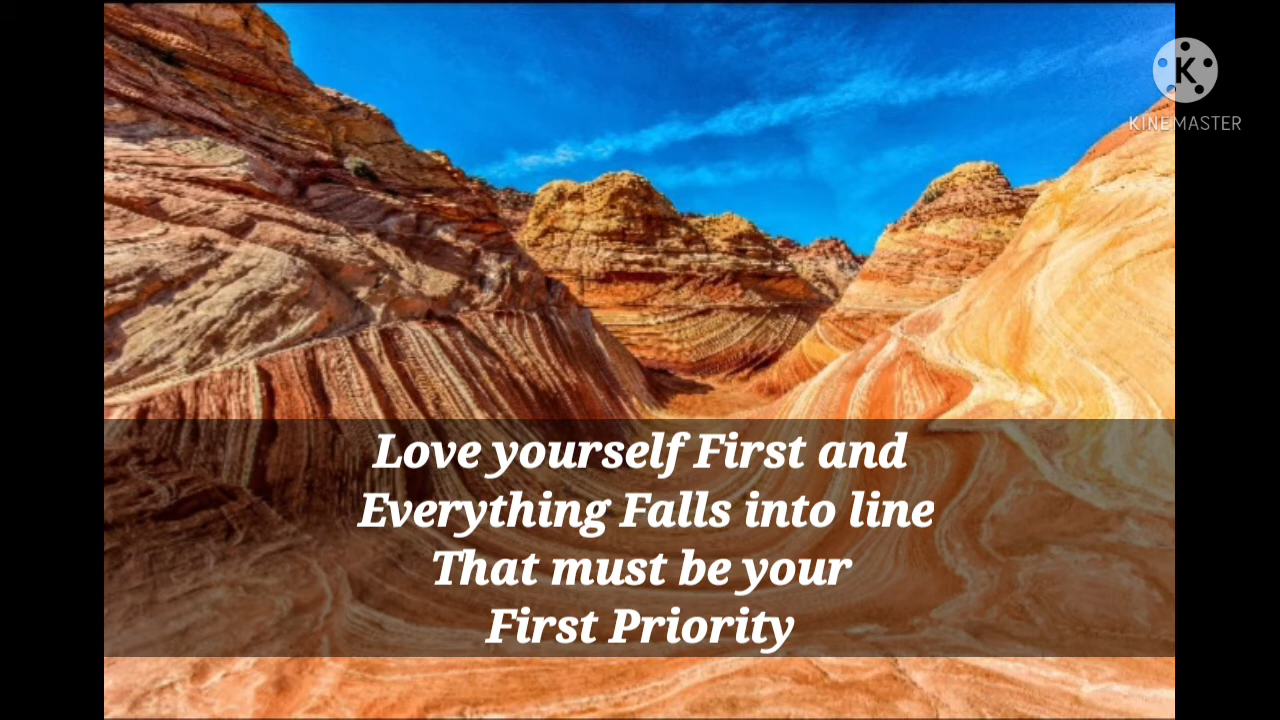 K
KINEMASTER
Love yourself First and
Everything Falls into line
That must be your
First Priority